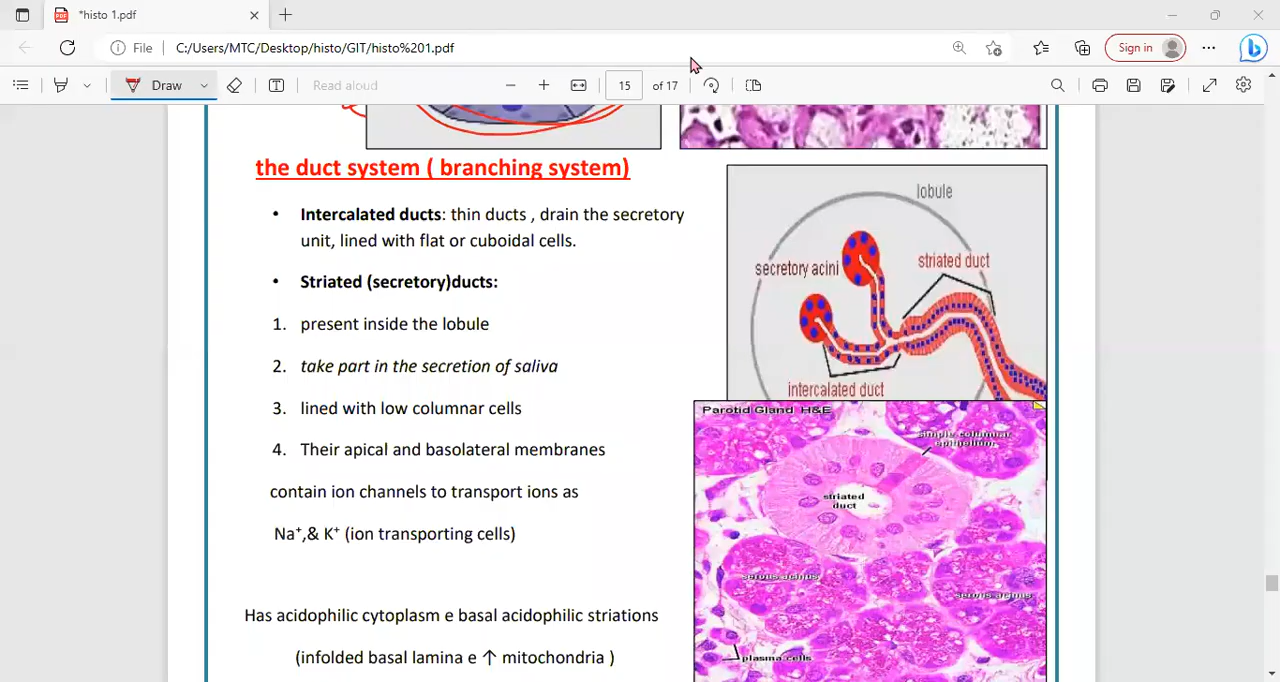 *histo 1.pdf
File
C:/Users/MTC/Desktop/histo/GIT/histo%201.pdf
Sign in
Draw
Read aloud
15
of 17
the duct system ( branching system)
• Intercalated ducts: thin ducts , drain the secretory
unit, lined with flat or cuboidal cells.
• Striated (secretory)ducts:
1. present inside the lobule
2. take part in the secretion of saliva
3. lined with low columnar cells
4. Their apical and basolateral membranes
contain ion channels to transport ions as
Na⁺,& K⁺ (ion transporting cells)
Has acidophilic cytoplasm e basal acidophilic striations
(infolded basal lamina e ↑ mitochondria )
lobule
secretory acini
striated duct
intercalated duct
Parotid Gland H&E
simple columnar
epithelium
striated
duct
serous acinus
serous acinus
plasma cells